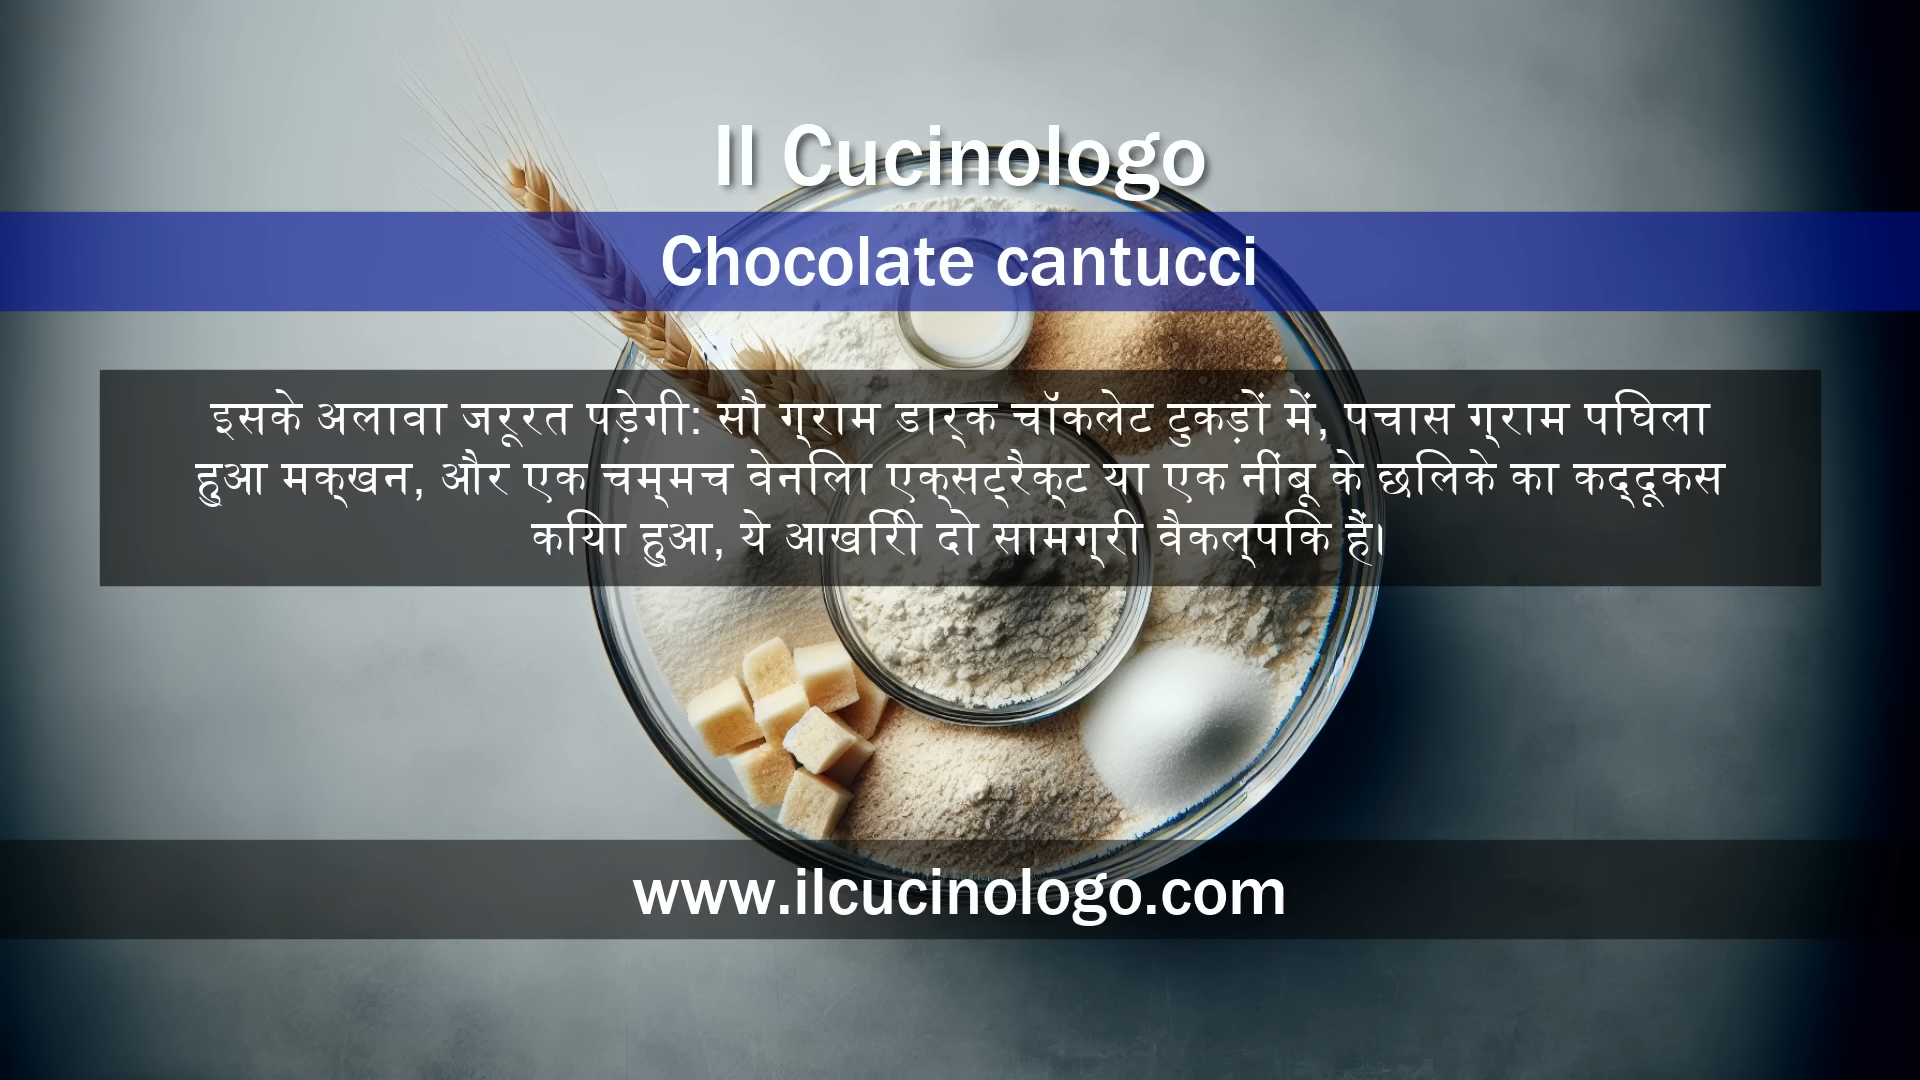 Il Cucinologo
Chocolate cantucci
इसके अलावा जरूरत पड़ेगी: सौ ग्राम डार्क चॉकलेट टुकड़ों में, पचास ग्राम पिघला
हुआ मक्खन, और एक चम्मच वेनिला एक्सट्रैक्ट या एक नींबू के छिलके का कद्दूकस
किया हुआ, ये आखिरी दो सामग्री वैकल्पिक हैं।
www.ilcucinologo.com